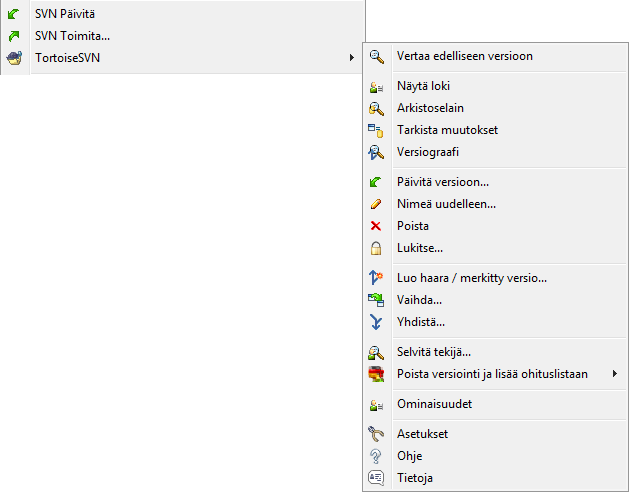 SVN Päivitä
SVN Toimita...
TortoiseSVN
Vertaa edelliseen versioon
Näytä loki
Arkistoselain
Tarkista muutokset
Versiograafi
Päivitä versioon...
Nimeä uudelleen...
Poista
Lukitse...
Luo haara / merkitty versio...
Vaihda...
Yhdistä...
Selvitä tekijä...
Poista versiointi ja lisää ohituslistaan
Ominaisuudet
Asetukset
Ohje
Tietoja